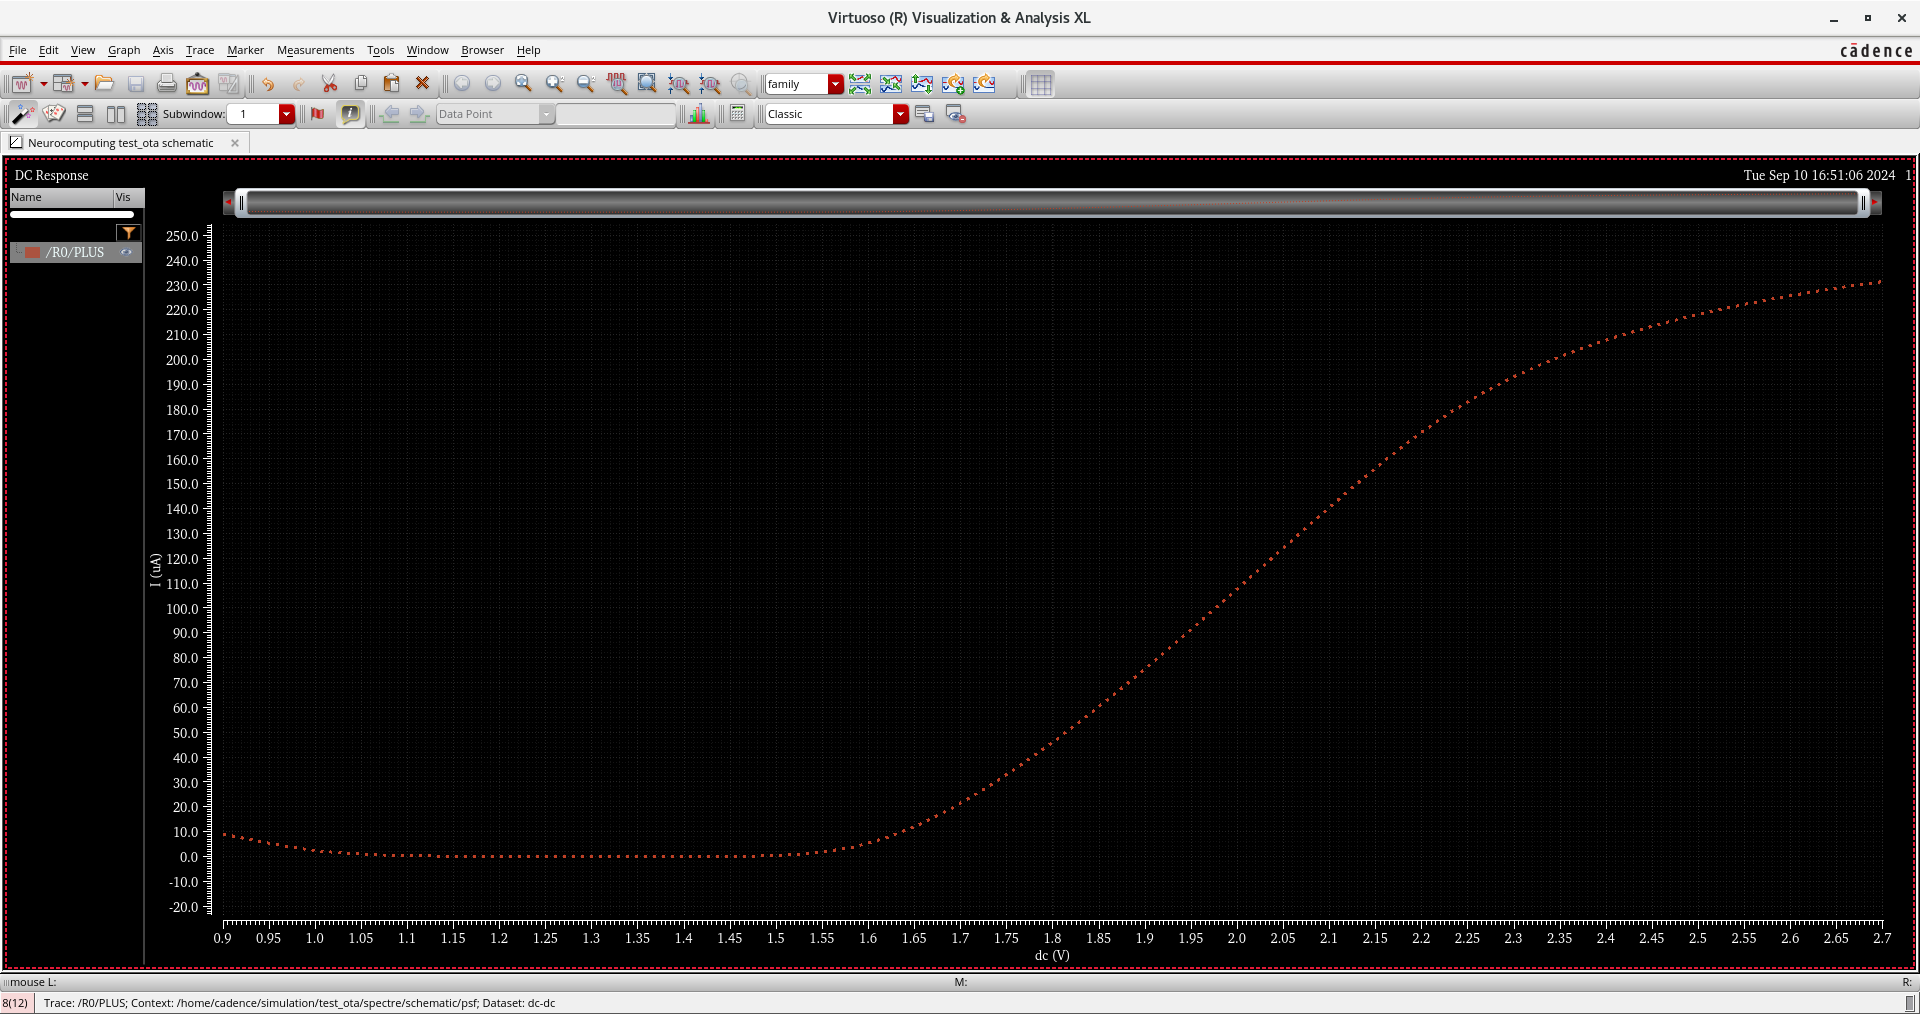 Virtuoso (R) Visualization & Analysis XL
File Edit View Graph Axis Trace Marker Measurements Tools Window Browser Help
cādence
family
Subwindow: 1
Data Point
Classic
Neurocomputing test_ota schematic
DC Response
Tue Sep 10 16:51:06 2024 1
Name Vis
/R0/PLUS
250.0
240.0
230.0
220.0
210.0
200.0
190.0
180.0
170.0
160.0
150.0
140.0
130.0
120.0
110.0
100.0
90.0
80.0
70.0
60.0
50.0
40.0
30.0
20.0
10.0
0.0
-10.0
-20.0
I (uA)
0.9 0.95 1.0 1.05 1.1 1.15 1.2 1.25 1.3 1.35 1.4 1.45 1.5 1.55 1.6 1.65 1.7 1.75 1.8 1.85 1.9 1.95 2.0 2.05 2.1 2.15 2.2 2.25 2.3 2.35 2.4 2.45 2.5 2.55 2.6 2.65 2.7
dc (V)
mouse L: M: R:
8(12) Trace: /R0/PLUS; Context: /home/cadence/simulation/test_ota/spectre/schematic/psf; Dataset: dc-dc